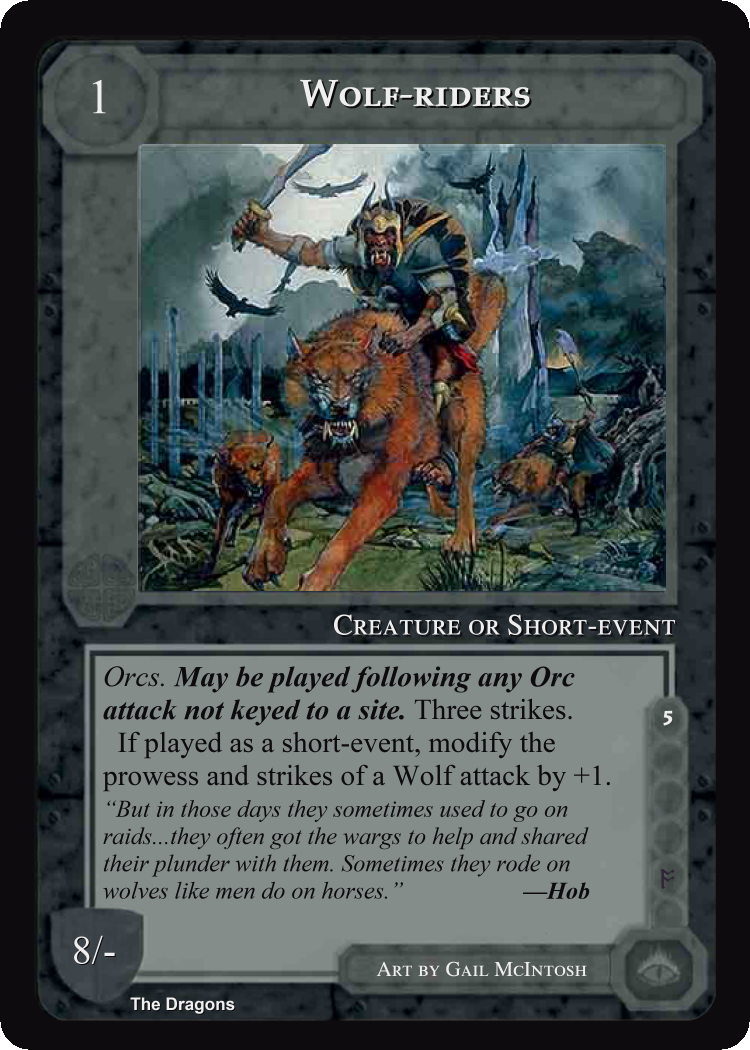 1
Wolf-riders
Creature or Short-event
Orcs. May be played following any Orc
attack not keyed to a site. Three strikes.
If played as a short-event, modify the
prowess and strikes of a Wolf attack by +1.
“But in those days they sometimes used to go on
raids...they often got the wargs to help and shared
their plunder with them. Sometimes they rode on
wolves like men do on horses.” —Hob
5
ᚩ
8/-
Art by Gail McIntosh
The Dragons